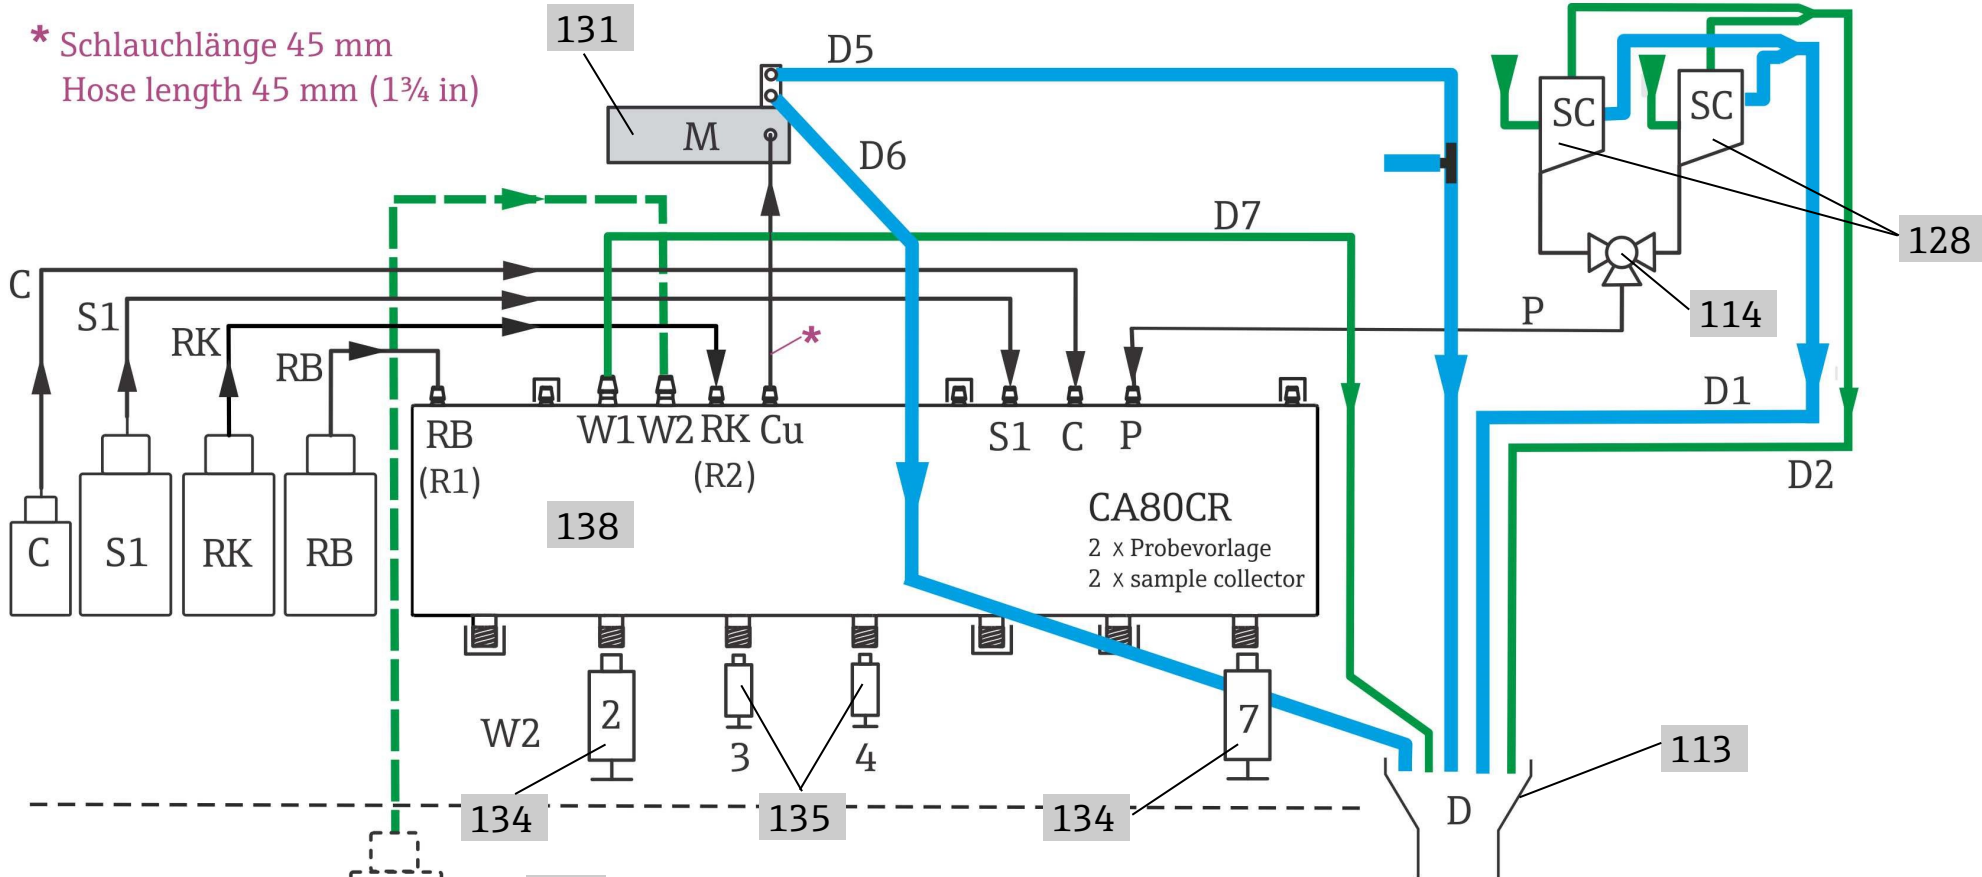 * Schlauchlänge 45 mm
Hose length 45 mm (1¾ in)
131
D5
M
D6
SC
SC
128
D7
114
P
C
S1
RK
RB
*
D1
D2
RB
(R1)
W1 W2 RK Cu
(R2)
S1 C P
138
CA80CR
2 x Probevorlage
2 x sample collector
C
S1
RK
RB
W2
2
3
4
7
134
135
134
113
D